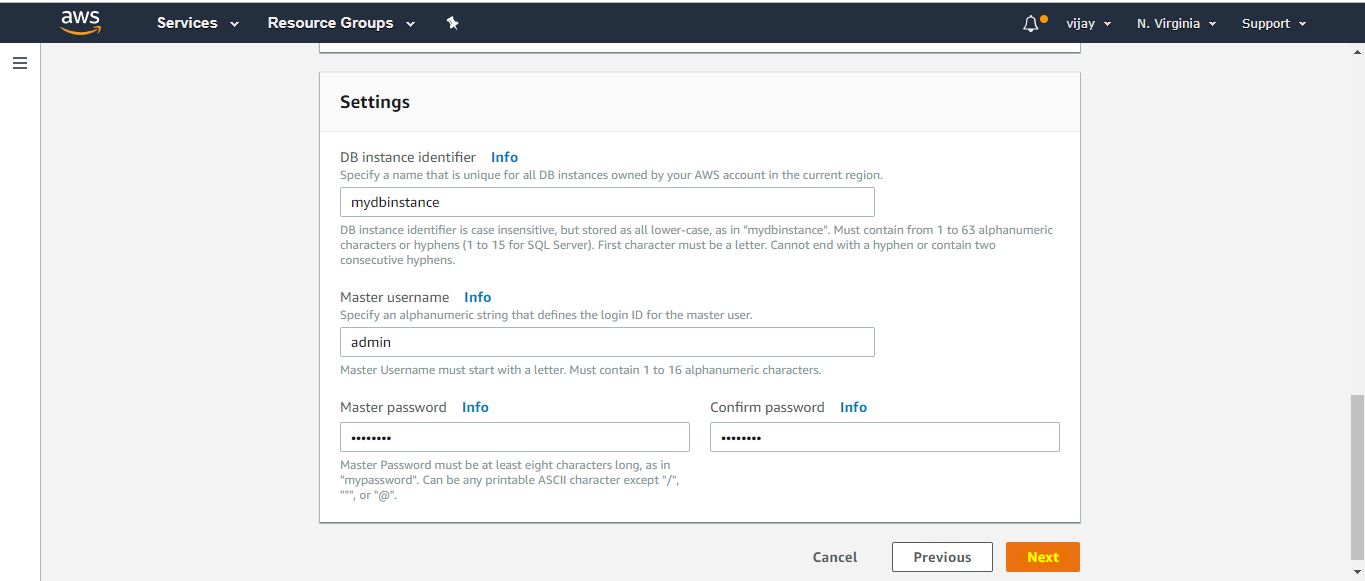 aws Services Resource Groups vijay N. Virginia Support
Settings
DB instance identifier Info
Specify a name that is unique for all DB instances owned by your AWS account in the current region.
mydbinstance
DB instance identifier is case insensitive, but stored as all lower-case, as in "mydbinstance". Must contain from 1 to 63 alphanumeric
characters or hyphens (1 to 15 for SQL Server). First character must be a letter. Cannot end with a hyphen or contain two
consecutive hyphens.
Master username Info
Specify an alphanumeric string that defines the login ID for the master user.
admin
Master Username must start with a letter. Must contain 1 to 16 alphanumeric characters.
Master password Info Confirm password Info
•••••••• ••••••••
Master Password must be at least eight characters long, as in
"mypassword". Can be any printable ASCII character except "/",
""", or "@".
Cancel Previous Next